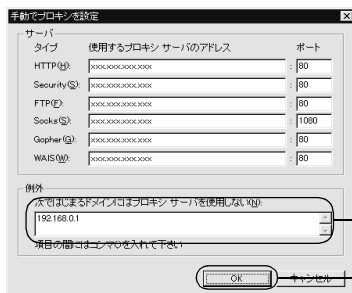 手動でプロキシを設定
サーバ
タイプ 使用するプロキシ サーバのアドレス ポート
HTTP(H): xxx.xxx.xxx.xxx : 80
Security(S): xxx.xxx.xxx.xxx : 80
FTP(F): xxx.xxx.xxx.xxx : 80
Socks(S): xxx.xxx.xxx.xxx : 1080
Gopher(G): xxx.xxx.xxx.xxx : 80
WAIS(W): xxx.xxx.xxx.xxx : 80
例外
次ではじまるドメインにはプロキシ サーバを使用しない(N):
192.168.0.1
項目の間にはコンマ(,)を入れて下さい
OK キャンセル